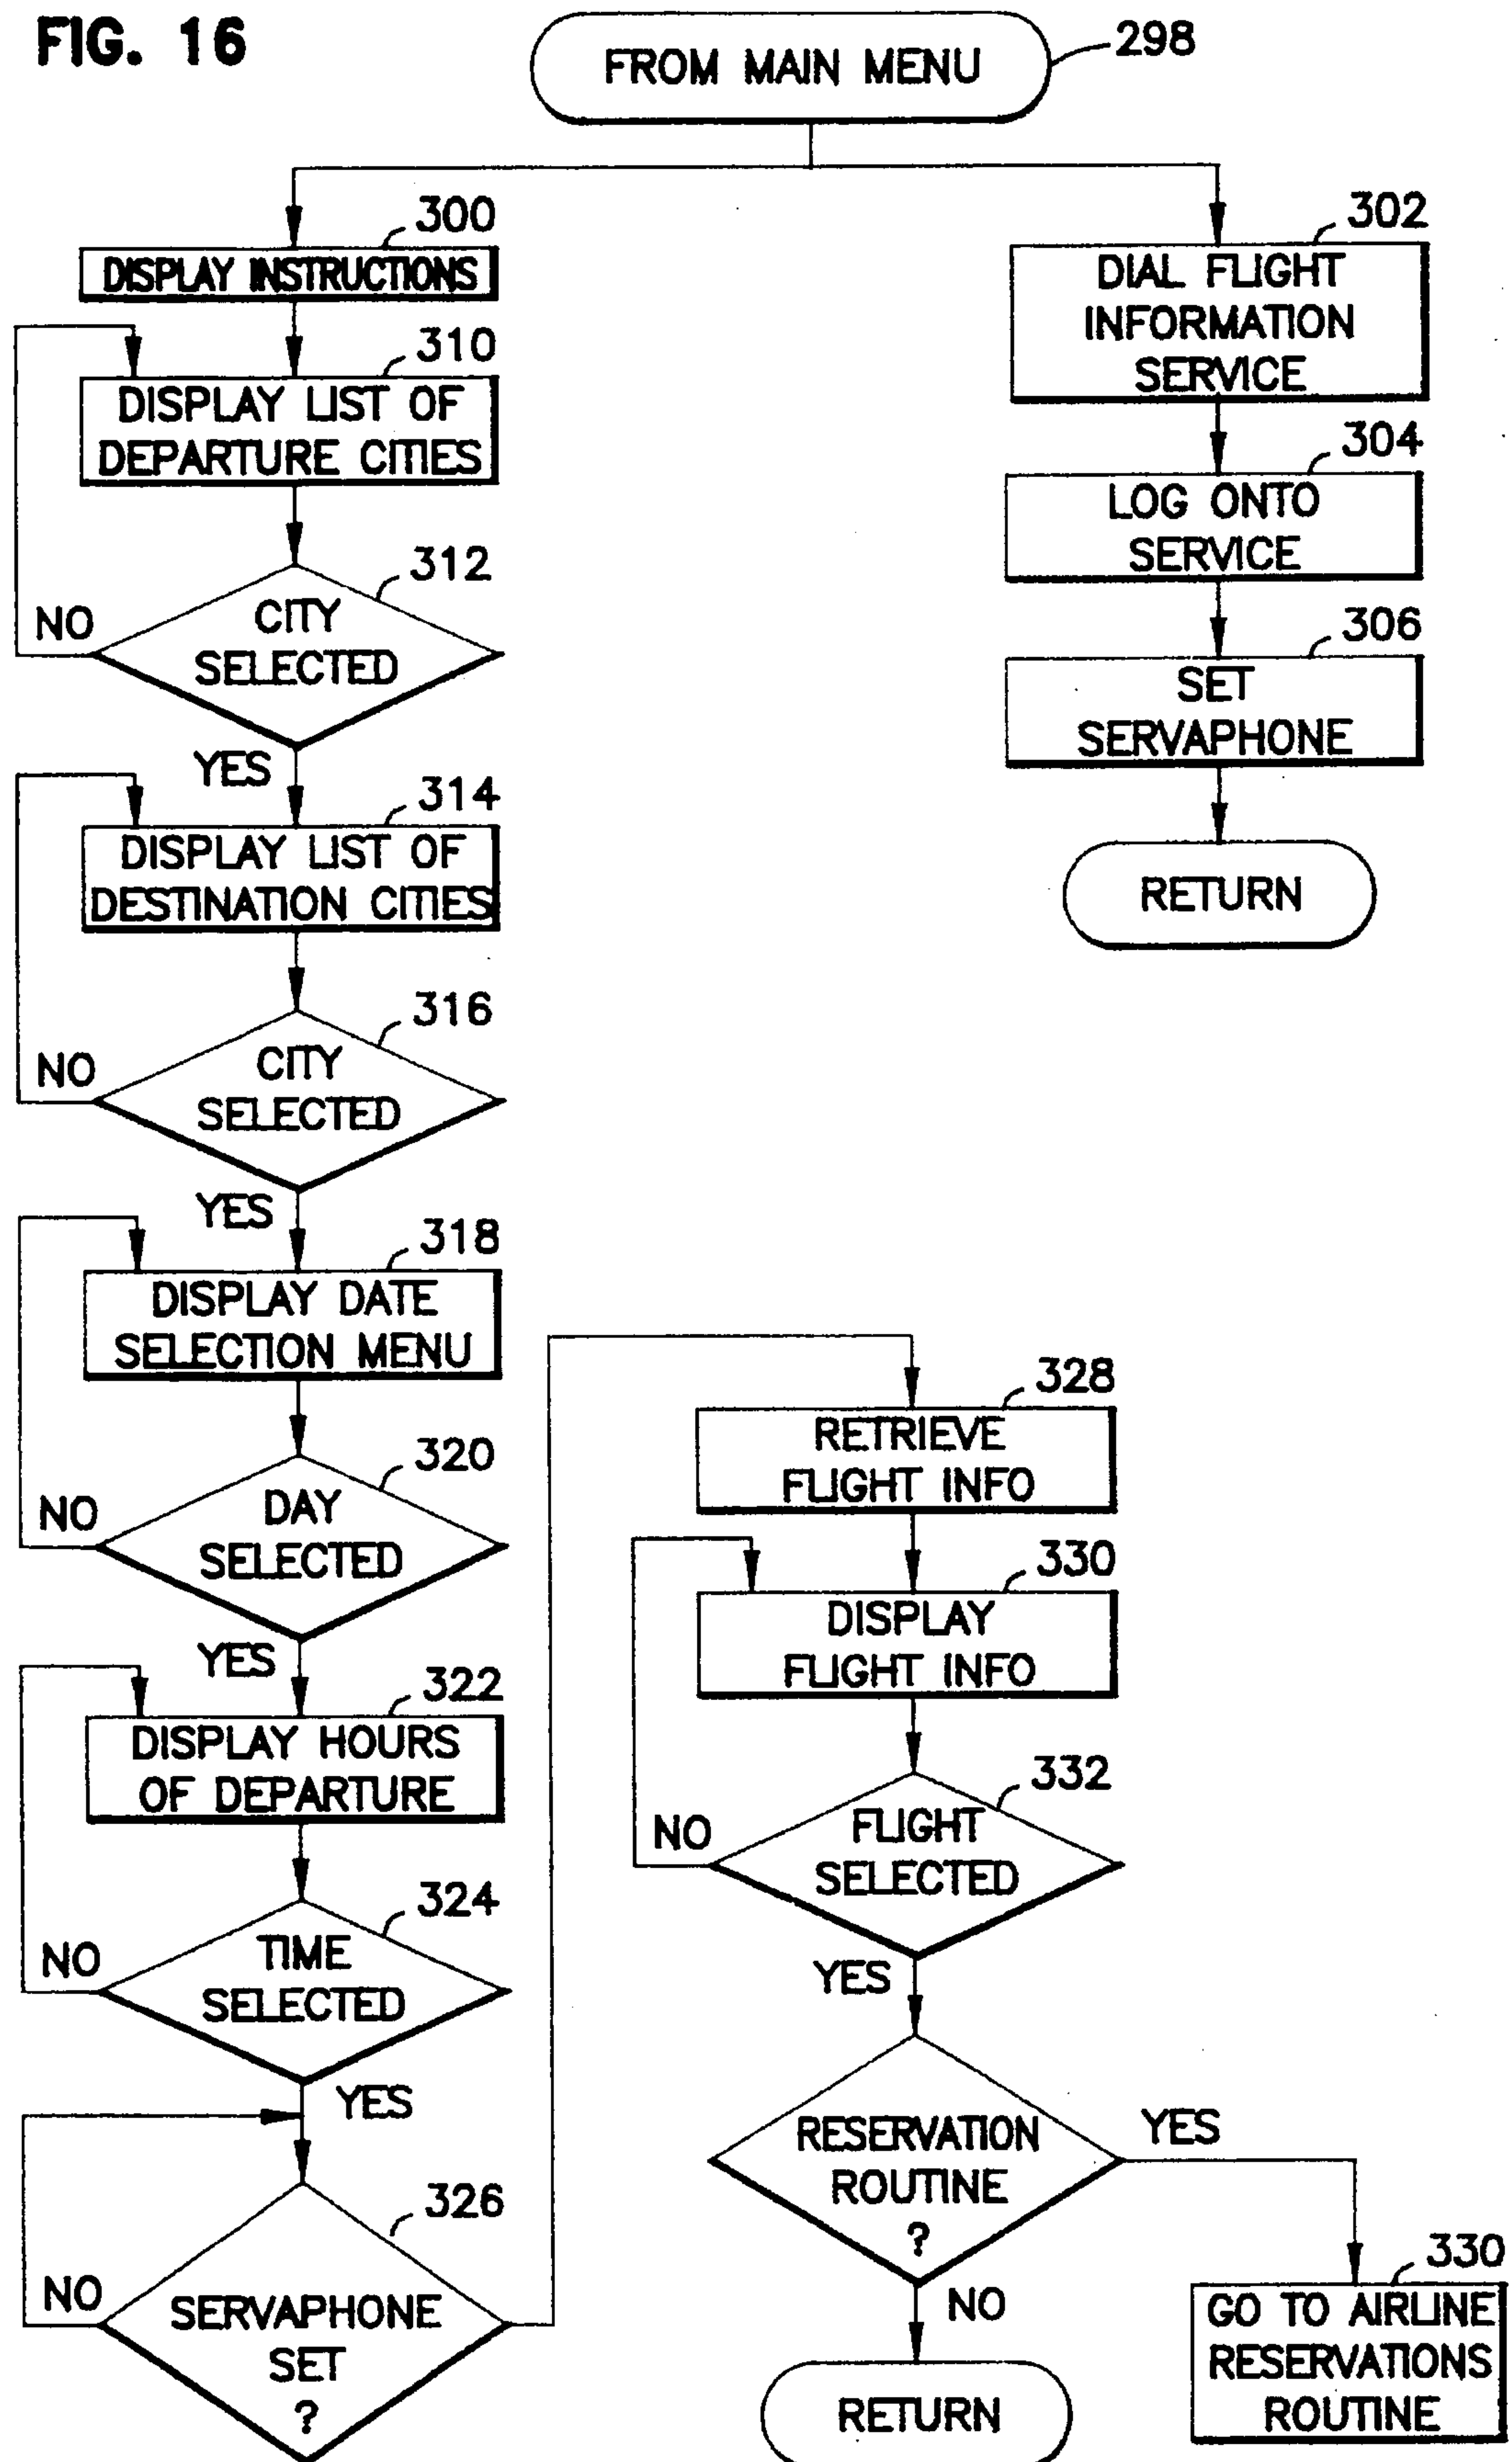 FIG. 16
FROM MAIN MENU
298
300
DISPLAY INSTRUCTIONS
310
DISPLAY LIST OF
DEPARTURE CITIES
312
CITY
SELECTED
NO
YES
314
DISPLAY LIST OF
DESTINATION CITIES
316
CITY
SELECTED
NO
YES
318
DISPLAY DATE
SELECTION MENU
320
DAY
SELECTED
NO
YES
322
DISPLAY HOURS
OF DEPARTURE
324
TIME
SELECTED
NO
YES
326
SERVAPHONE
SET
?
NO
302
DIAL FLIGHT
INFORMATION
SERVICE
304
LOG ONTO
SERVICE
306
SET
SERVAPHONE
RETURN
328
RETRIEVE
FLIGHT INFO
330
DISPLAY
FLIGHT INFO
332
FLIGHT
SELECTED
NO
YES
RESERVATION
ROUTINE
?
YES
NO
RETURN
330
GO TO AIRLINE
RESERVATIONS
ROUTINE